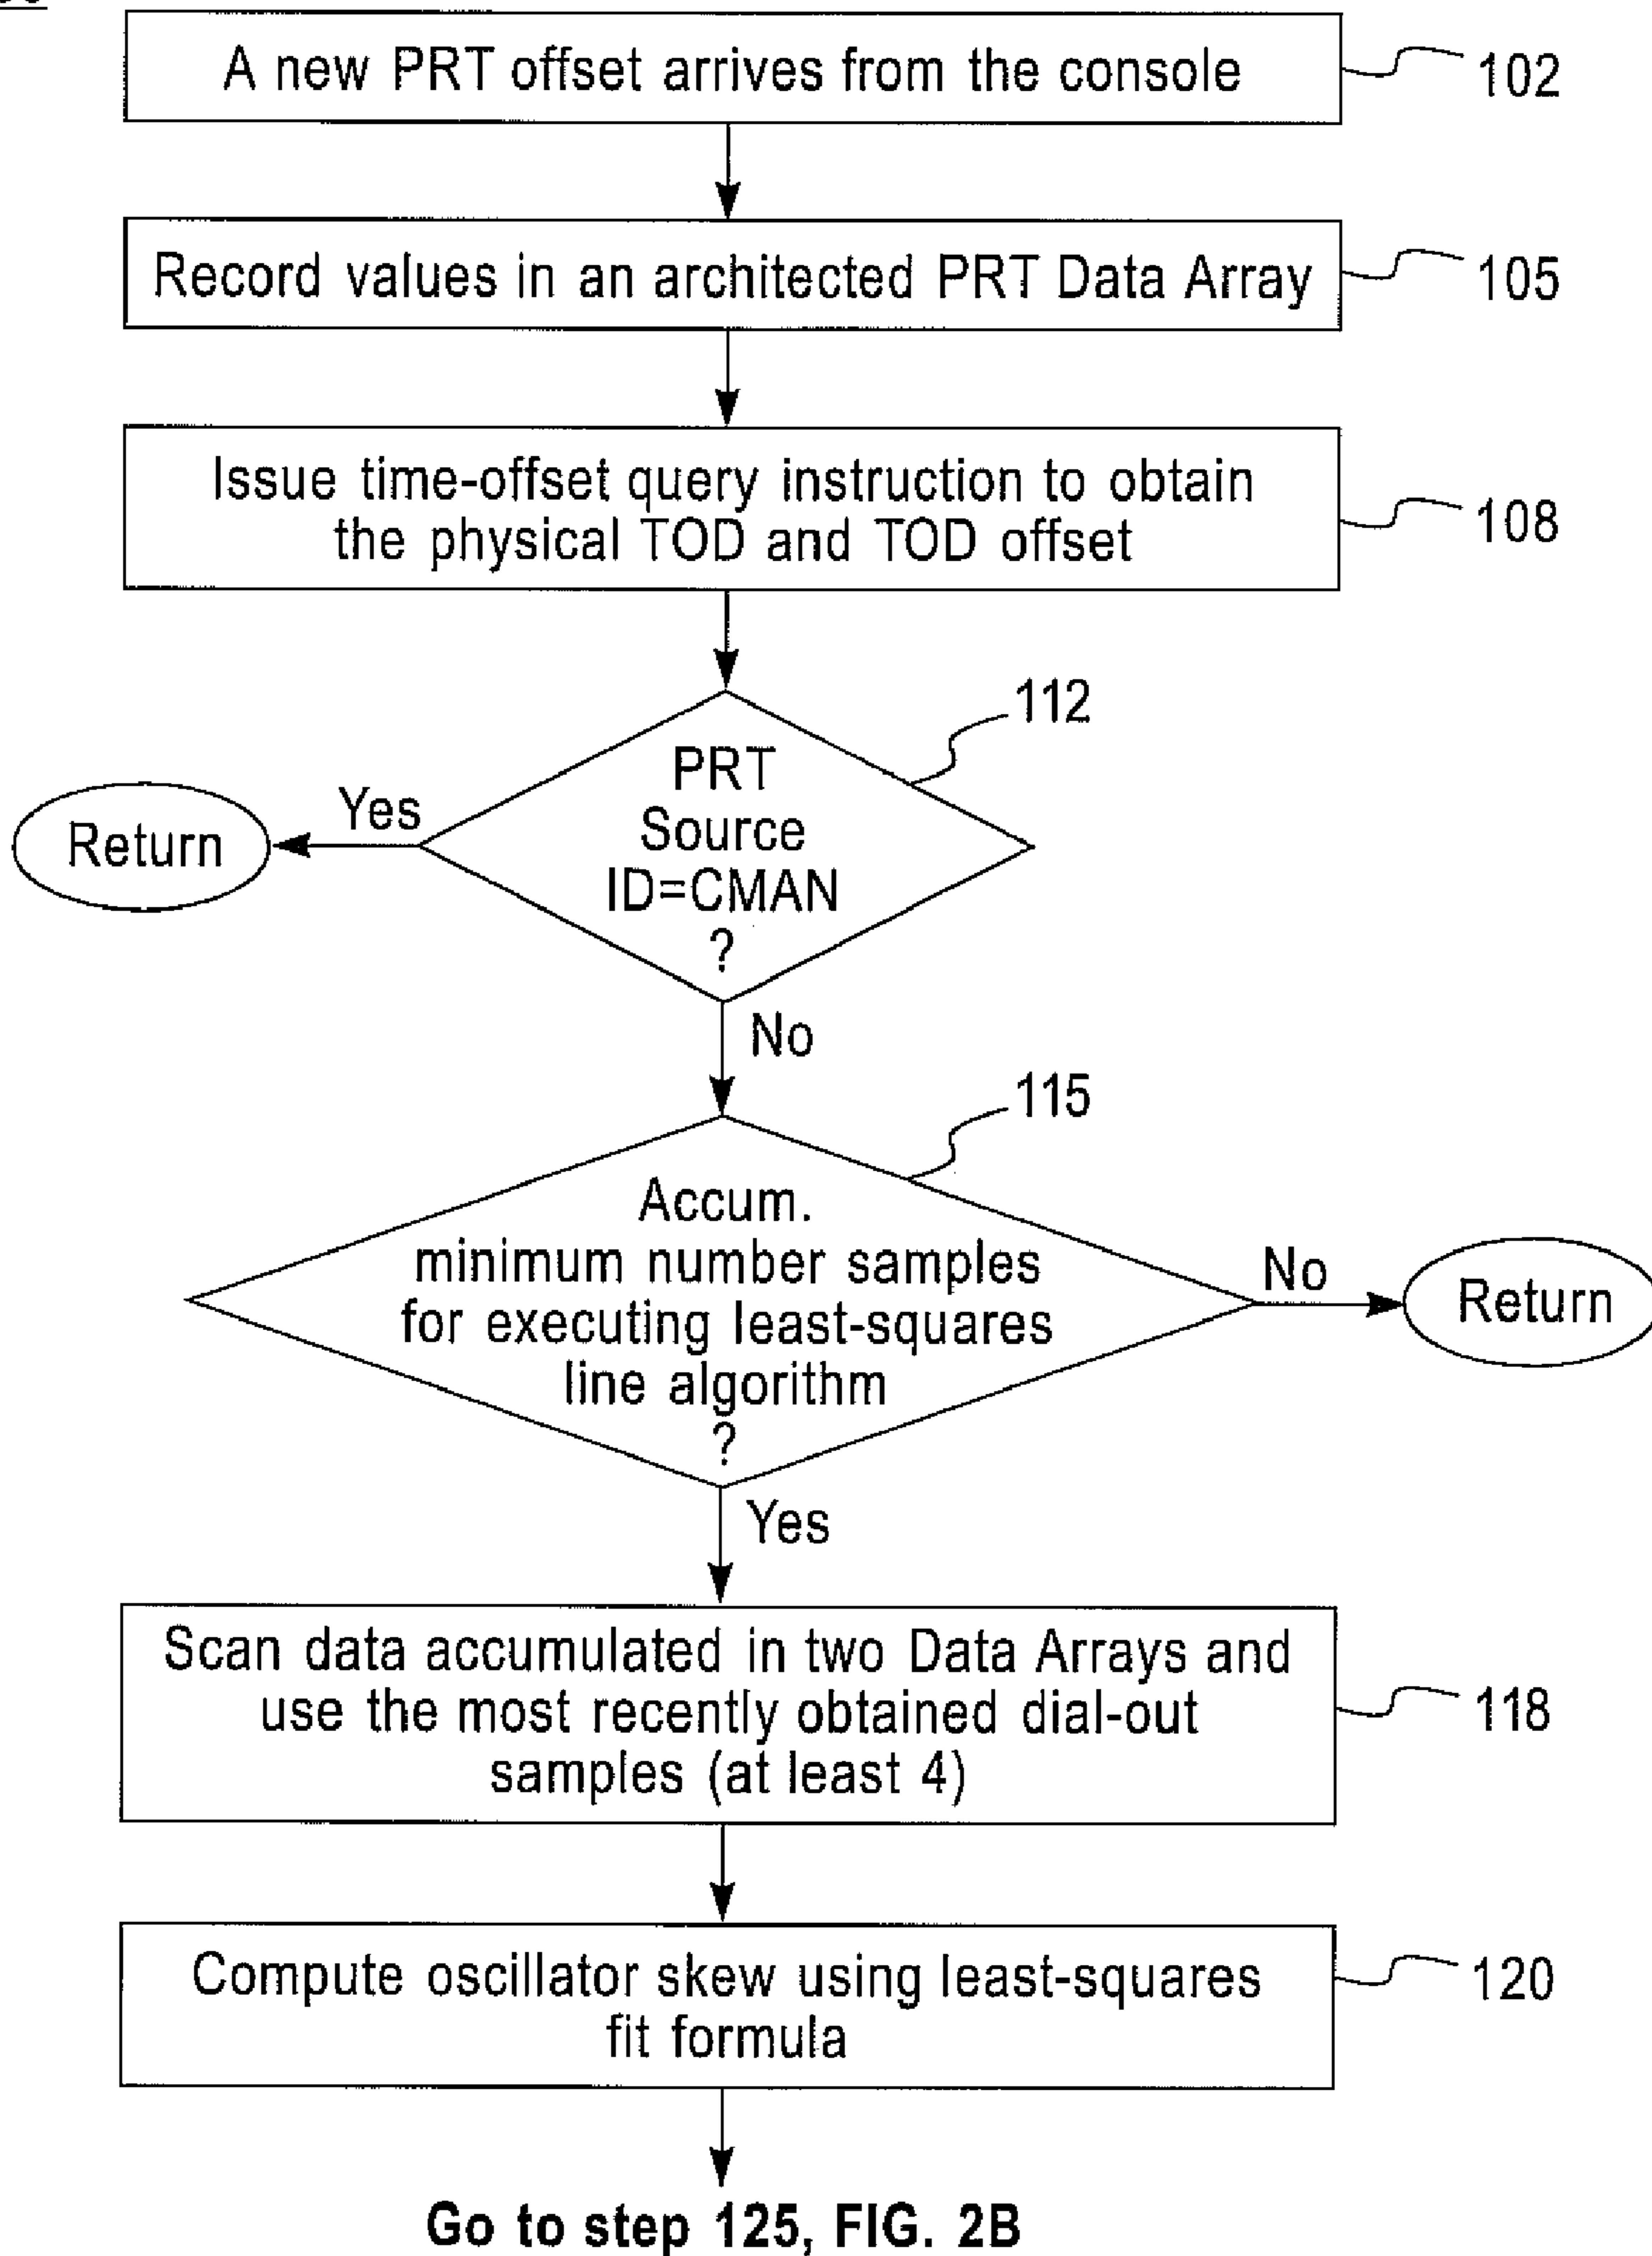 A new PRT offset arrives from the console
102
Record values in an architected PRT Data Array
105
Issue time-offset query instruction to obtain
the physical TOD and TOD offset
108
112
PRT
Source
ID=CMAN
?
Yes
Return
No
115
Accum.
minimum number samples
for executing least-squares
line algorithm
?
No
Return
Yes
Scan data accumulated in two Data Arrays and
use the most recently obtained dial-out
samples (at least 4)
118
Compute oscillator skew using least-squares
fit formula
120
Go to step 125, FIG. 2B